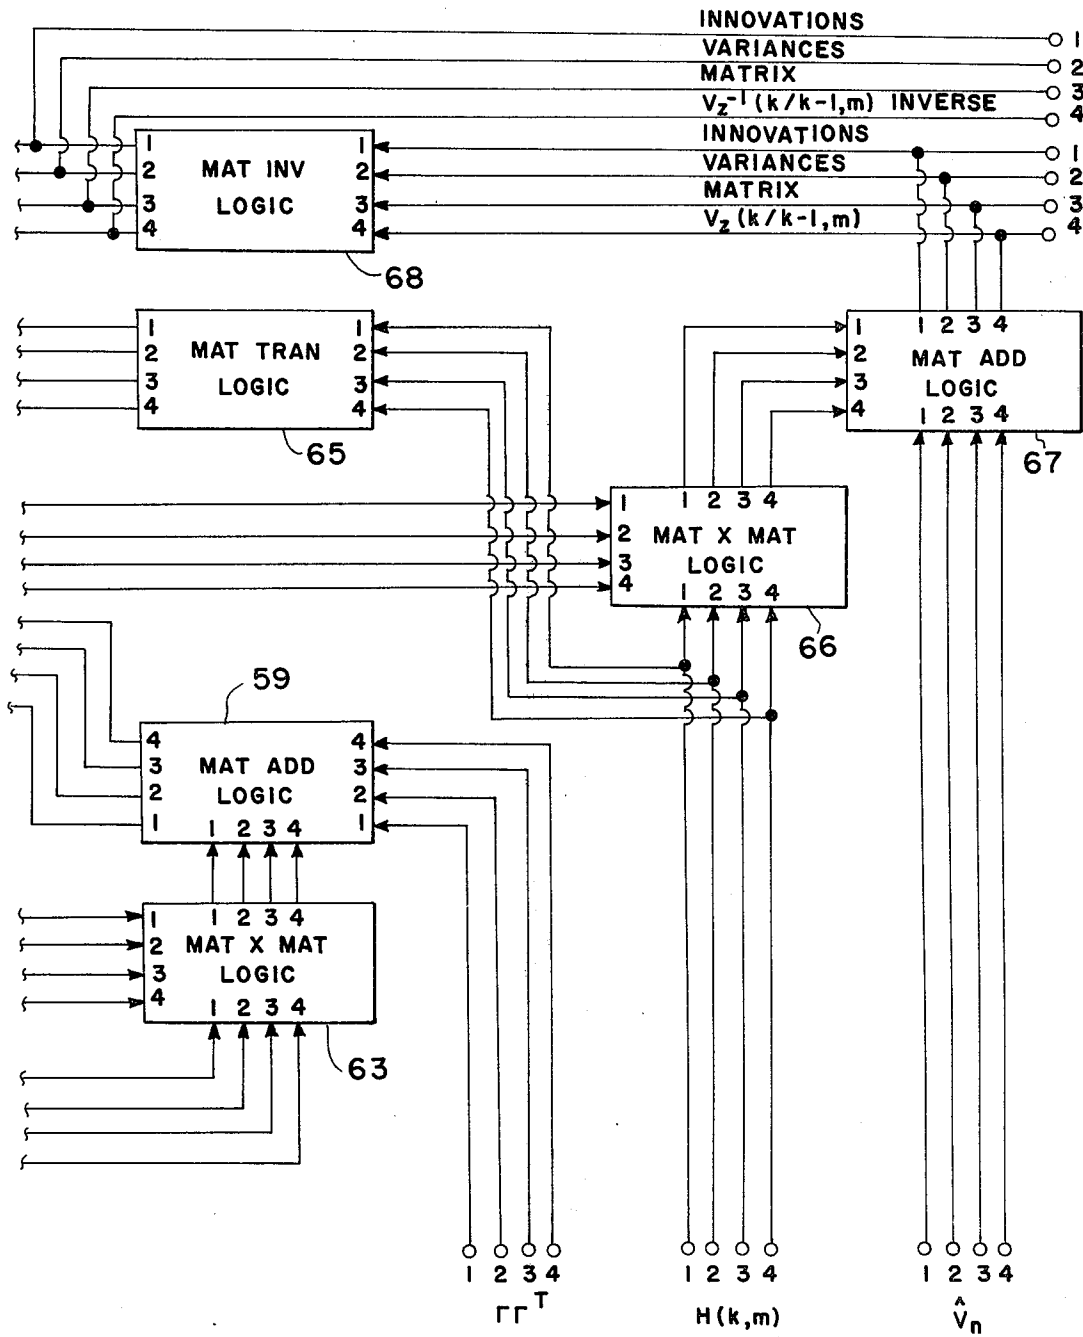 INNOVATIONS 1
VARIANCES 2
MATRIX 3
V_z^-1 (k/k-1,m) INVERSE 4
INNOVATIONS 1
VARIANCES 2
MATRIX 3
V_z (k/k-1,m) 4
1 1
2 MAT INV 2
3 LOGIC 3
4 4
68
1 1
2 MAT TRAN 2
3 LOGIC 3
4 4
65
1 1 2 3 4
2 MAT ADD
3 LOGIC
4 1 2 3 4
67
1 1 2 3 4
2 MAT X MAT
3 LOGIC
4 1 2 3 4
66
59
4 4
3 MAT ADD 3
2 LOGIC 2
1 1 2 3 4 1
1 1 2 3 4
2 MAT X MAT
3 LOGIC
4 1 2 3 4
63
1 2 3 4
ΓΓ^T
1 2 3 4
H(k,m)
1 2 3 4
V̂_n